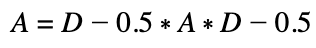 A = D − 0.5 ∗ A ∗ D − 0.5